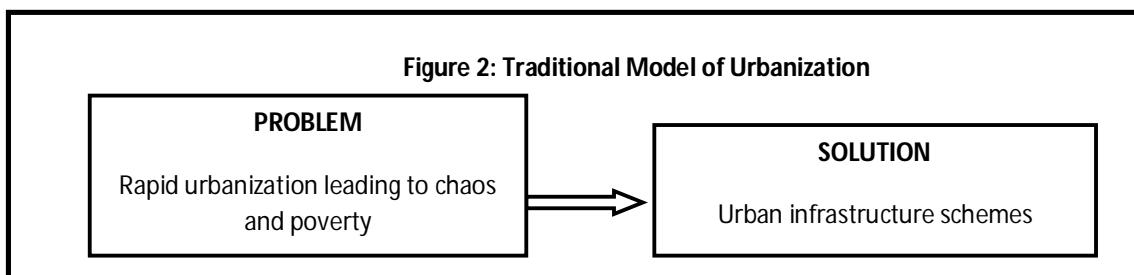 Figure 2: Traditional Model of Urbanization
PROBLEM
Rapid urbanization leading to chaos
and poverty
SOLUTION
Urban infrastructure schemes